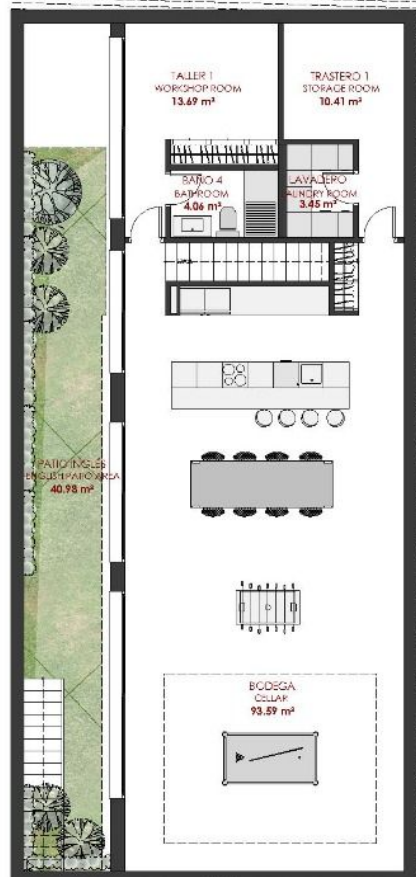 TALLER 1
WORKSHOP ROOM
13.69 m²
TRASTERO 1
STORAGE ROOM
10.41 m²
BAÑO 4
BATHROOM
4.06 m²
LAVADERO
LAUNDRY ROOM
3.45 m²
PATIO INGLES
ENGLISH PATIO AREA
40.98 m²
BODEGA
CELLAR
93.59 m²